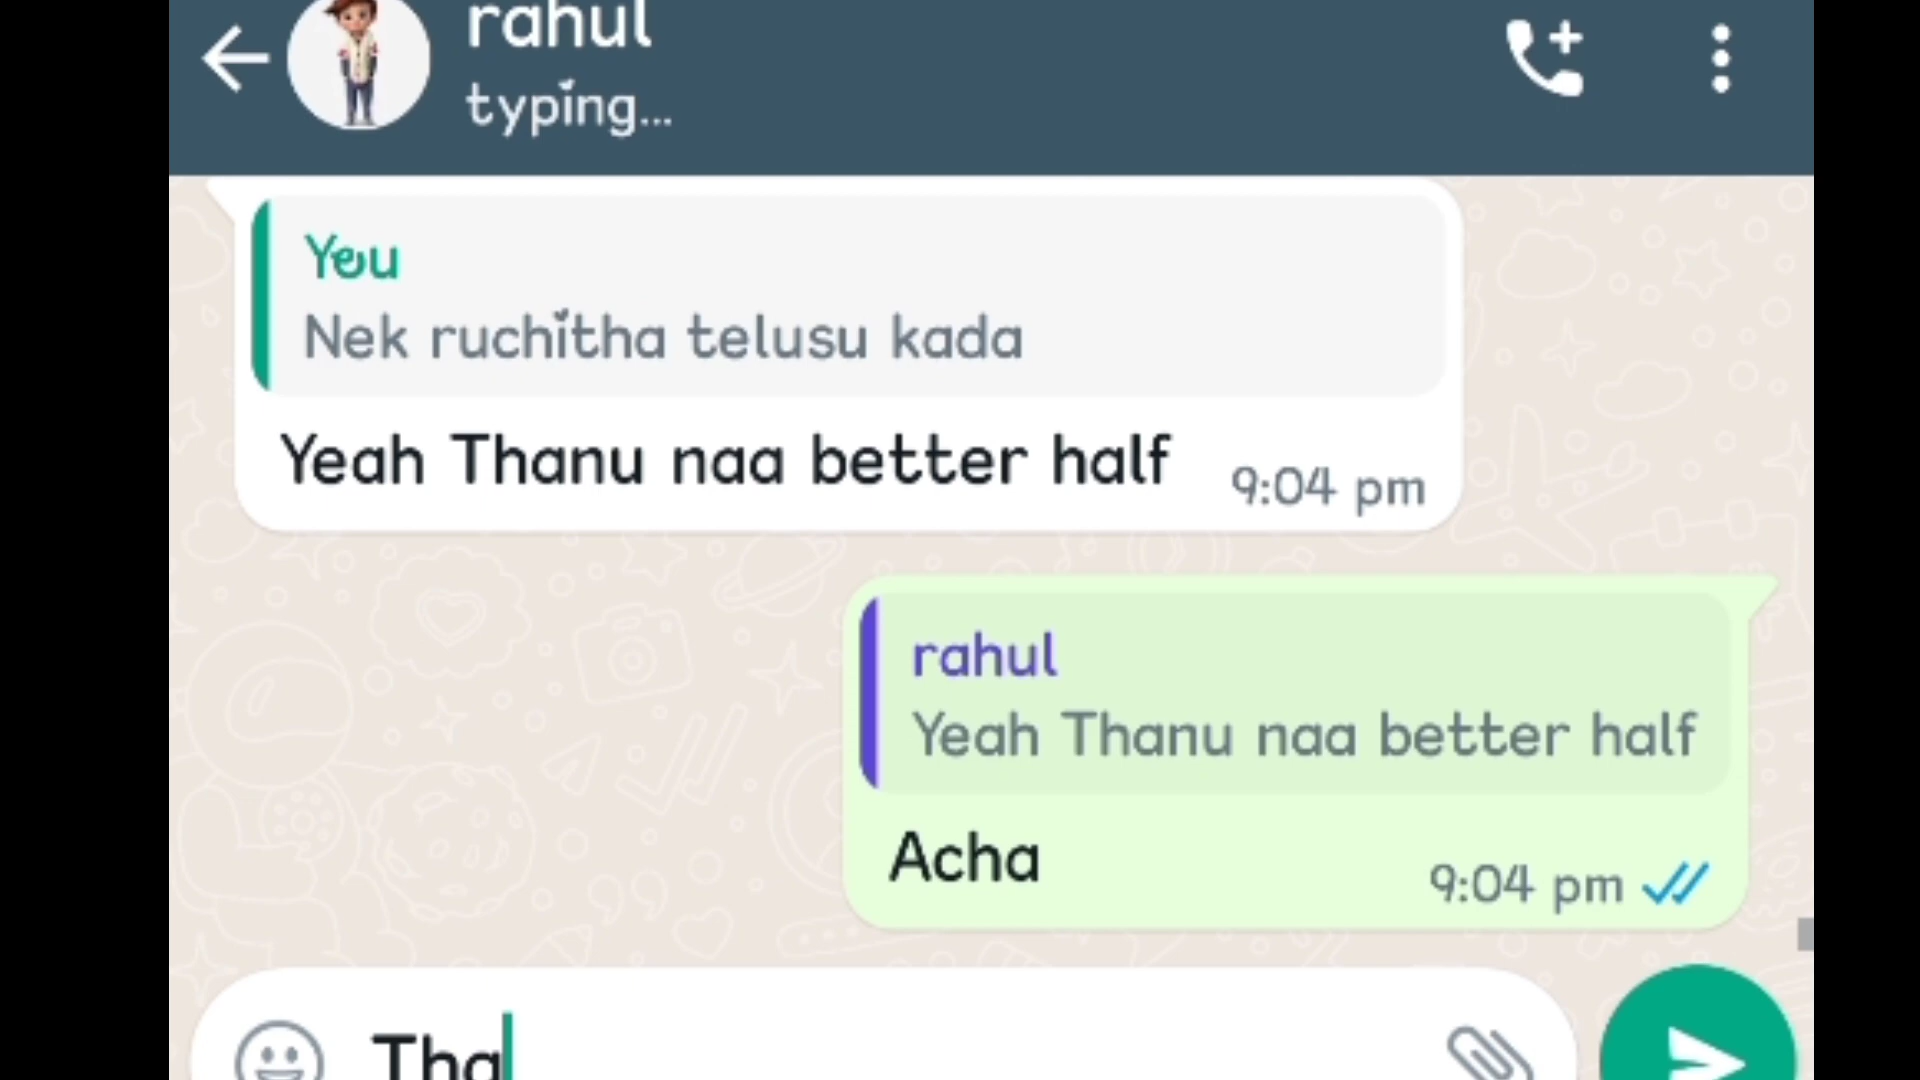 rahul
typing...
You
Nek ruchitha telusu kada
Yeah Thanu naa better half
9:04 pm
rahul
Yeah Thanu naa better half
Acha
9:04 pm
Tha